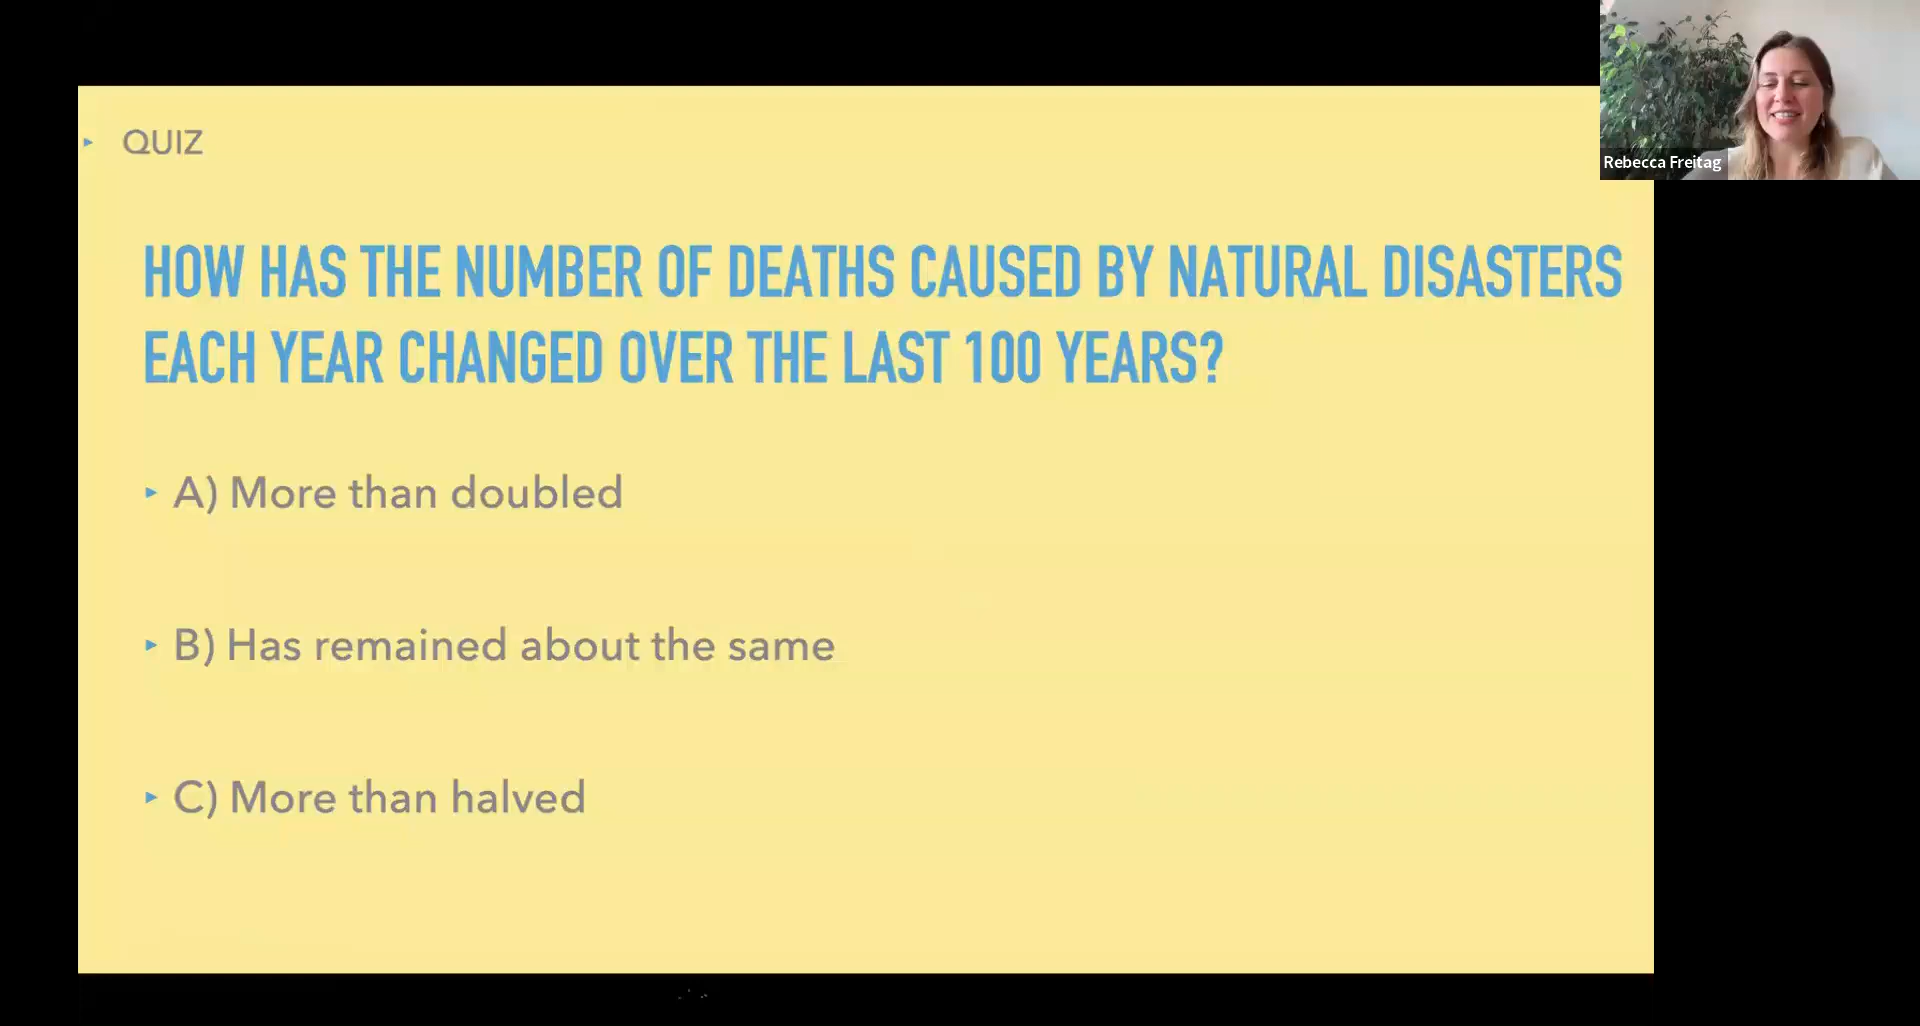 QUIZ
HOW HAS THE NUMBER OF DEATHS CAUSED BY NATURAL DISASTERS
EACH YEAR CHANGED OVER THE LAST 100 YEARS?
A) More than doubled
B) Has remained about the same
C) More than halved
Rebecca Freitag